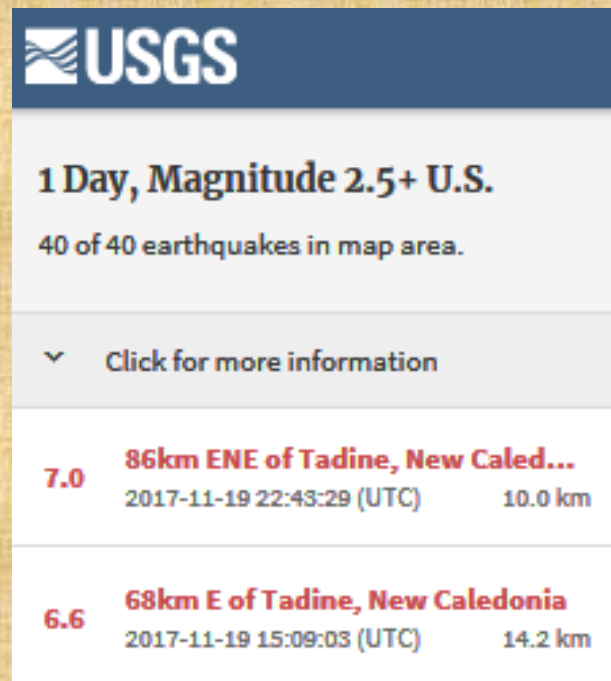 USGS
1 Day, Magnitude 2.5+ U.S.
40 of 40 earthquakes in map area.
Click for more information
7.0
86km ENE of Tadine, New Caled...
2017-11-19 22:43:29 (UTC) 10.0 km
6.6
68km E of Tadine, New Caledonia
2017-11-19 15:09:03 (UTC) 14.2 km